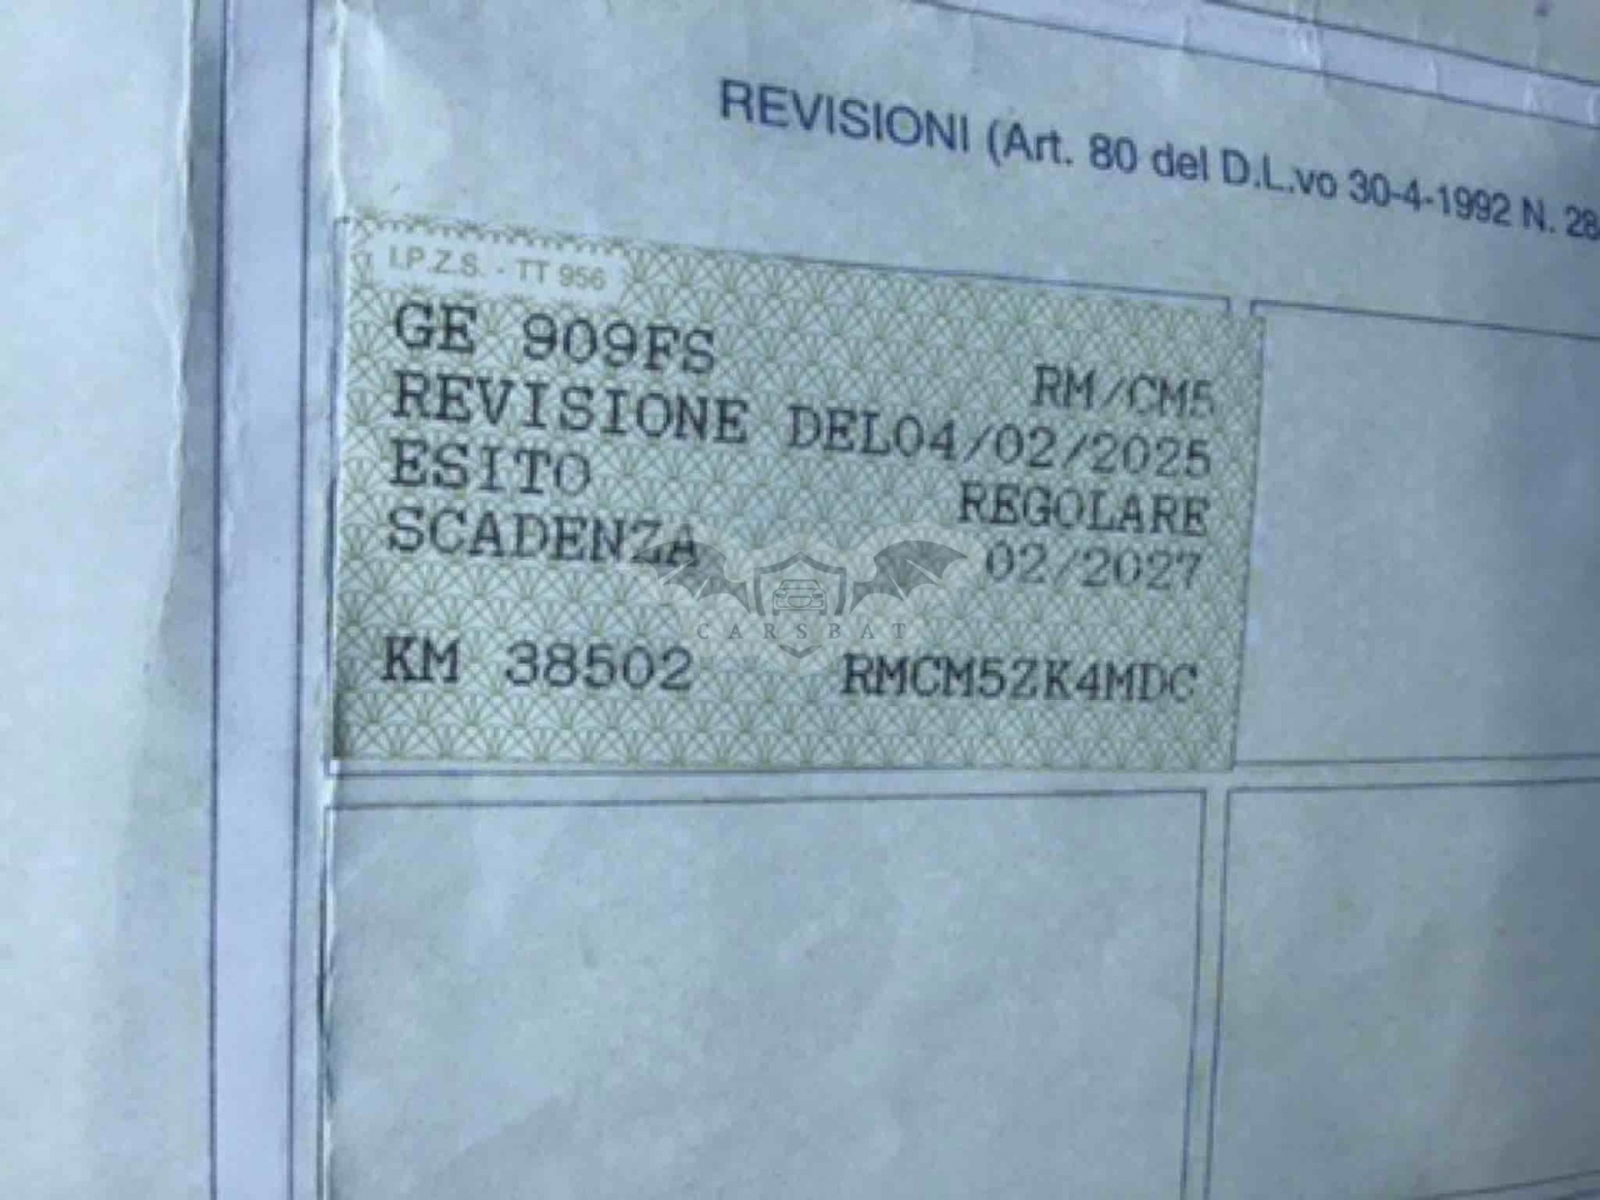 REVISIONI (Art. 80 del D.L.vo 30-4-1992 N. 28
I.P.Z.S. - TT 956
GE 909FS RM/CM5
REVISIONE DEL04/02/2025
ESITO REGOLARE
SCADENZA 02/2027
CARSBAT
KM 38502 RMCM5ZK4MDC